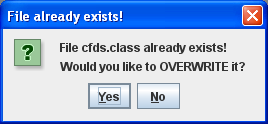 File already exists!
File cfds.class already exists!
Would you like to OVERWRITE it?
Yes No